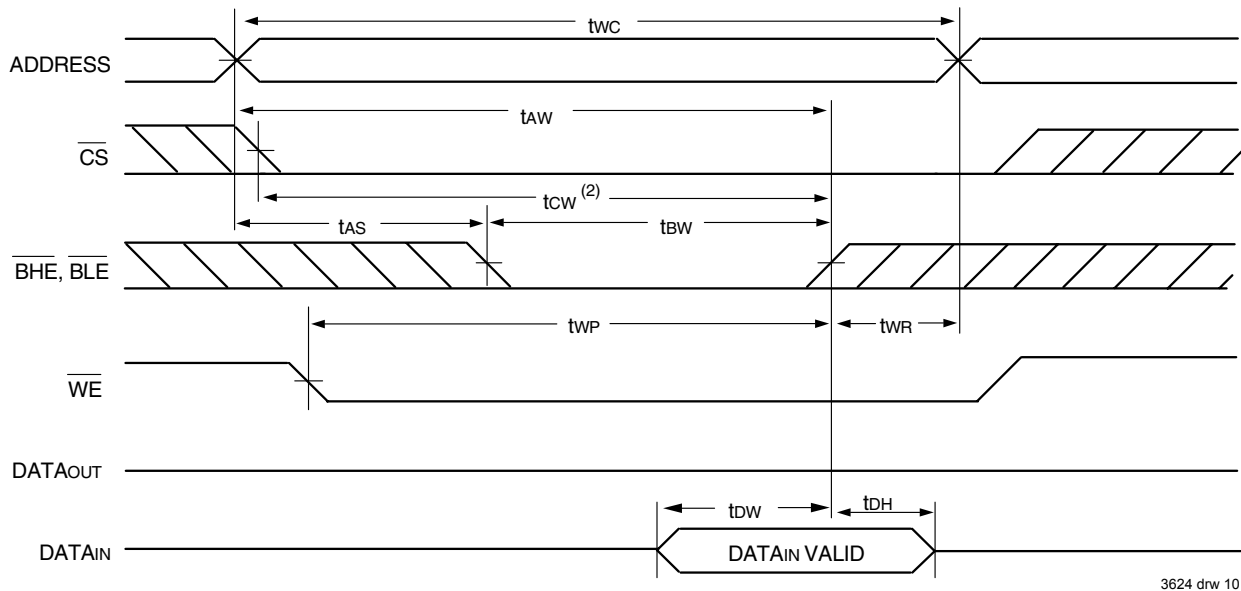 tWC
ADDRESS
tAW
CS
tCW (2)
tAS
tBW
BHE, BLE
tWP
tWR
WE
DATAOUT
tDW
tDH
DATAIN
DATAIN VALID
3624 drw 10